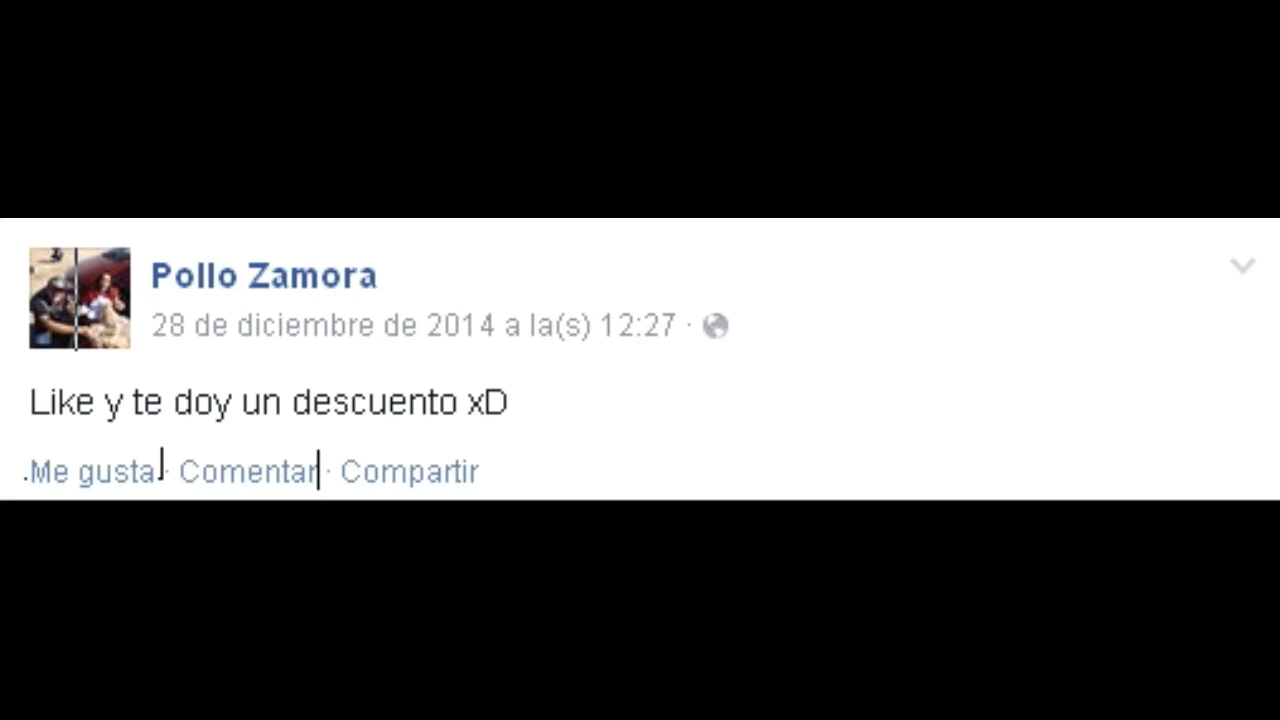 Pollo Zamora
28 de diciembre de 2014 a la(s) 12:27 ·
Like y te doy un descuento xD
Me gusta · Comentar · Compartir